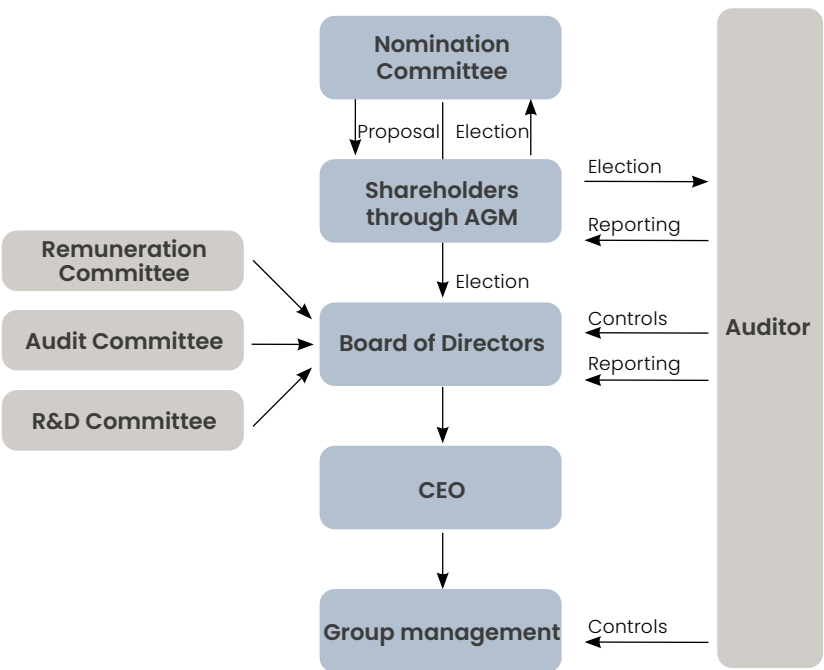 Nomination
Committee
Proposal
Election
Shareholders
through AGM
Election
Reporting
Election
Remuneration
Committee
Audit Committee
R&D Committee
Board of Directors
Controls
Reporting
Auditor
CEO
Group management
Controls